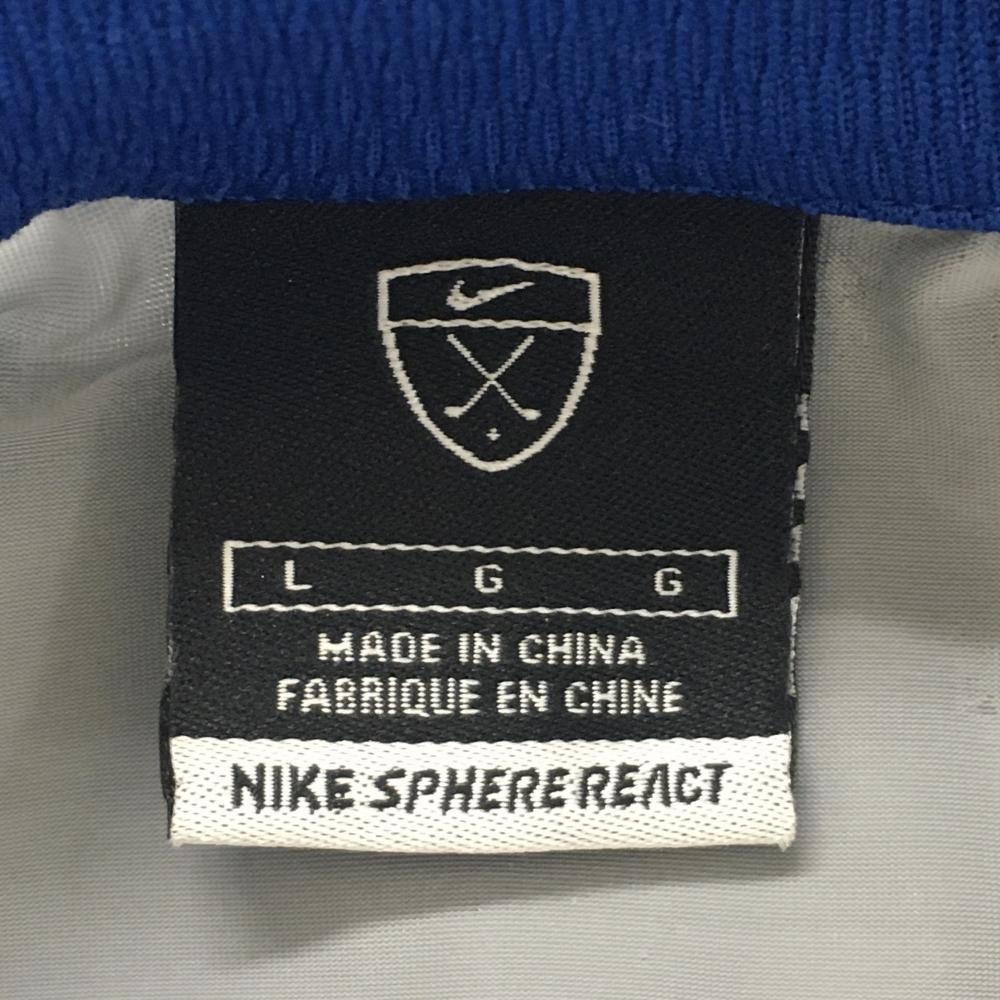 L G G
MADE IN CHINA
FABRIQUE EN CHINE
NIKE SPHERE REACT